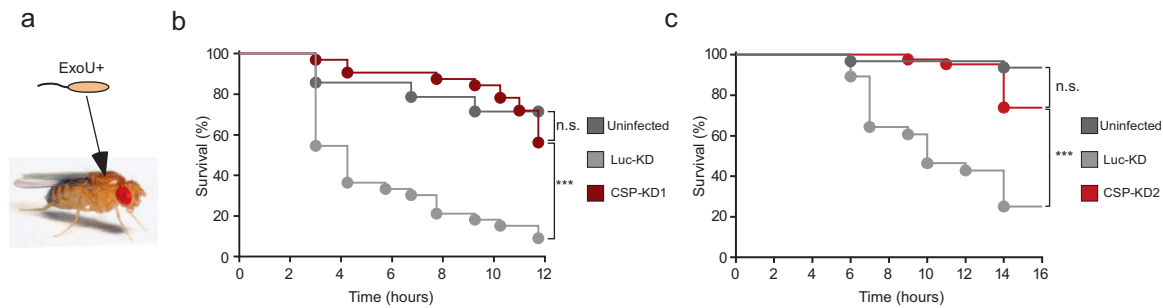 a
ExoU+
b
Survival (%)
100
80
60
40
20
0
0 2 4 6 8 10 12
Time (hours)
n.s.
***
Uninfected
Luc-KD
CSP-KD1
c
Survival (%)
100
80
60
40
20
0
0 2 4 6 8 10 12 14 16
Time (hours)
n.s.
***
Uninfected
Luc-KD
CSP-KD2